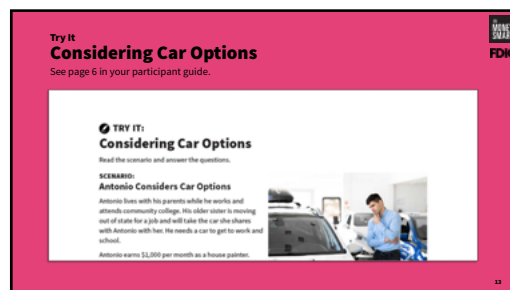 Try It
Considering Car Options
See page 6 in your participant guide.
MONEY
SMART
FDIC
TRY IT:
Considering Car Options
Read the scenario and answer the questions.
SCENARIO:
Antonio Considers Car Options
Antonio lives with his parents while he works and
attends community college. His older sister is moving
out of state for a job and will take the car she shares
with Antonio with her. He needs a car to get to work and
school.
Antonio earns $1,000 per month as a house painter.
13